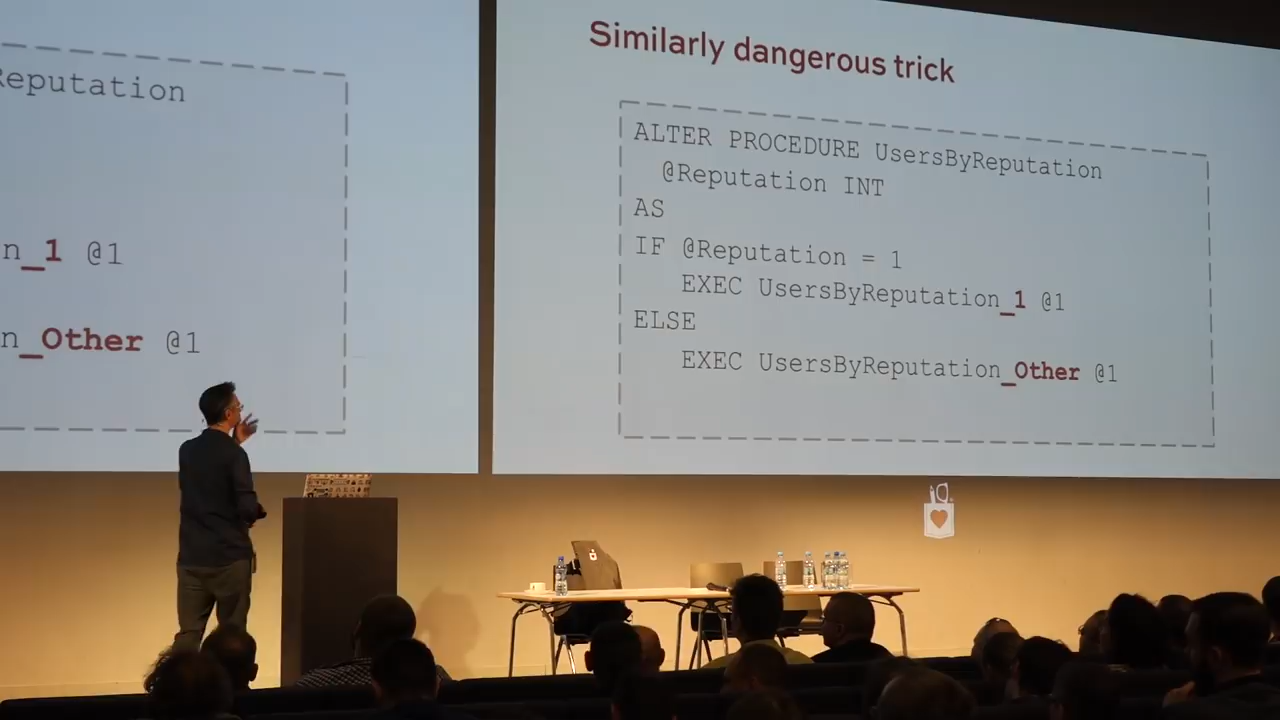 eputation
n_1 @1
n_Other @1
Similarly dangerous trick
ALTER PROCEDURE UsersByReputation
@Reputation INT
AS
IF @Reputation = 1
EXEC UsersByReputation_1 @1
ELSE
EXEC UsersByReputation_Other @1